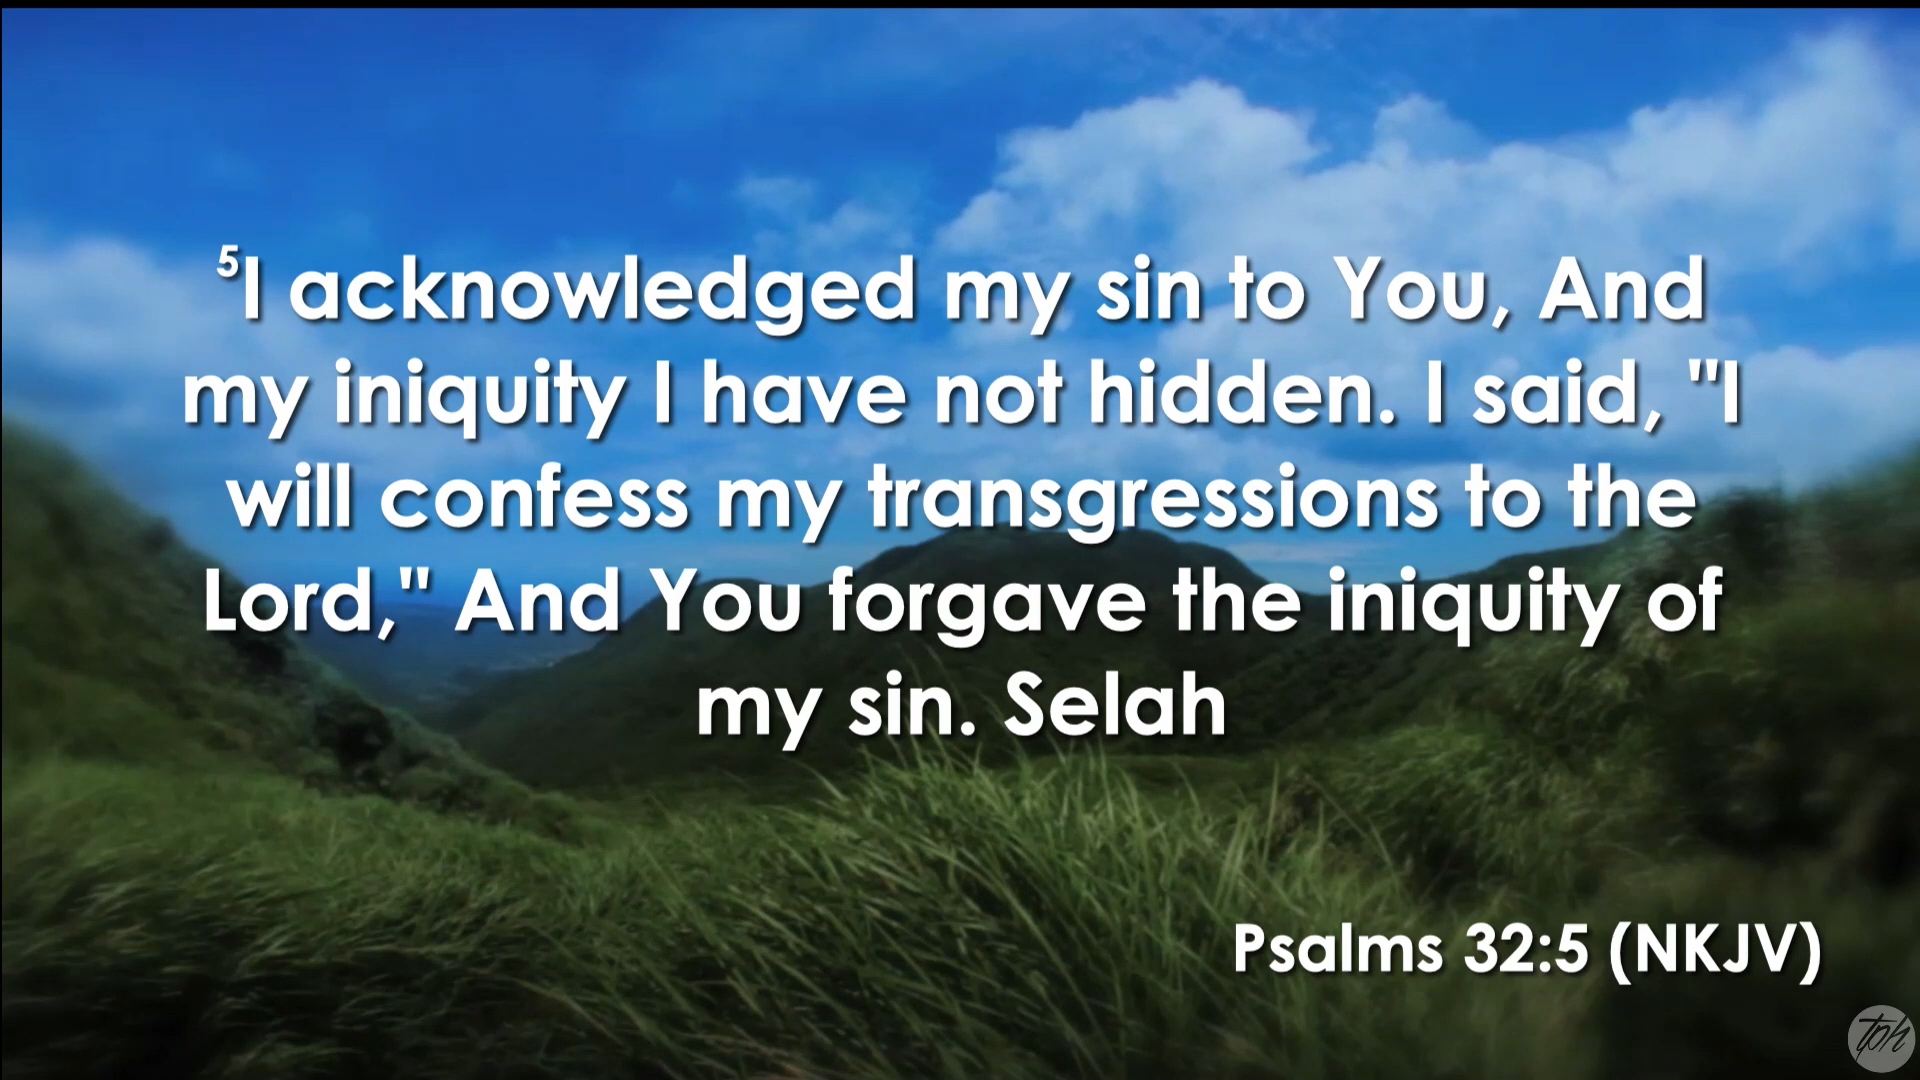 5I acknowledged my sin to You, And
my iniquity I have not hidden. I said, "I
will confess my transgressions to the
Lord," And You forgave the iniquity of
my sin. Selah
Psalms 32:5 (NKJV)
tph